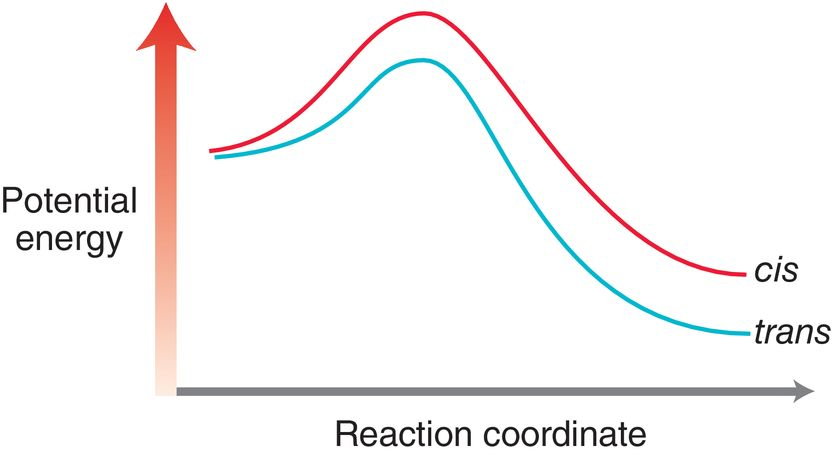 Potential
energy
cis
trans
Reaction coordinate